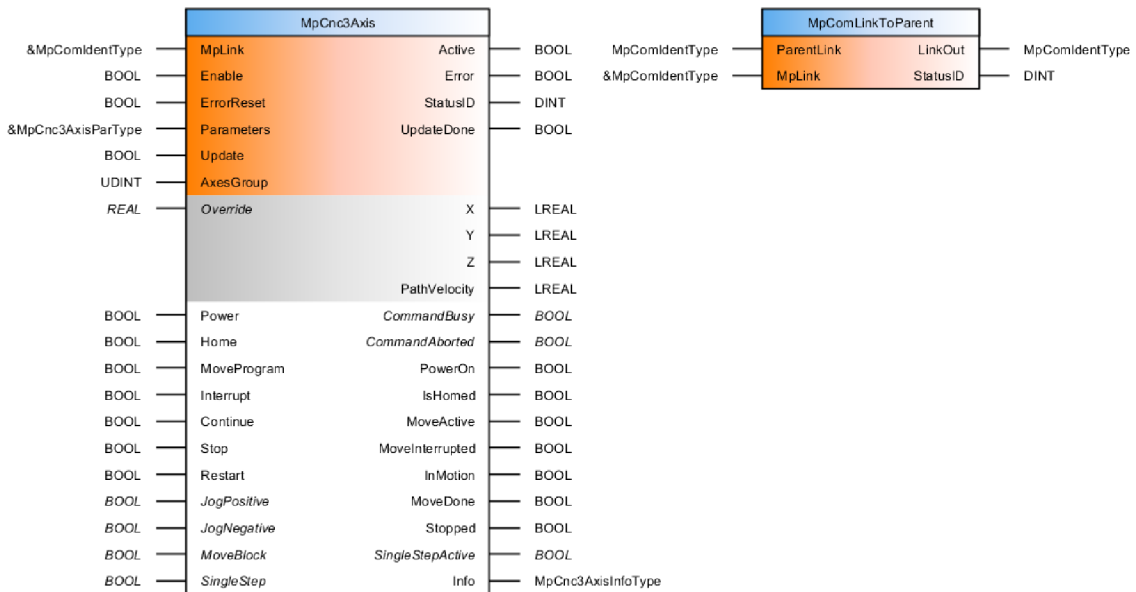 MpCnc3Axis
&MpComIdentType MpLink Active BOOL
BOOL Enable Error BOOL
BOOL ErrorReset StatusID DINT
&MpCnc3AxisParType Parameters UpdateDone BOOL
BOOL Update
UDINT AxesGroup
REAL Override X LREAL
Y LREAL
Z LREAL
PathVelocity LREAL
BOOL Power CommandBusy BOOL
BOOL Home CommandAborted BOOL
BOOL MoveProgram PowerOn BOOL
BOOL Interrupt IsHomed BOOL
BOOL Continue MoveActive BOOL
BOOL Stop MoveInterrupted BOOL
BOOL Restart InMotion BOOL
BOOL JogPositive MoveDone BOOL
BOOL JogNegative Stopped BOOL
BOOL MoveBlock SingleStepActive BOOL
BOOL SingleStep Info MpCnc3AxisInfoType
MpComLinkToParent
MpComIdentType ParentLink LinkOut MpComIdentType
&MpComIdentType MpLink StatusID DINT